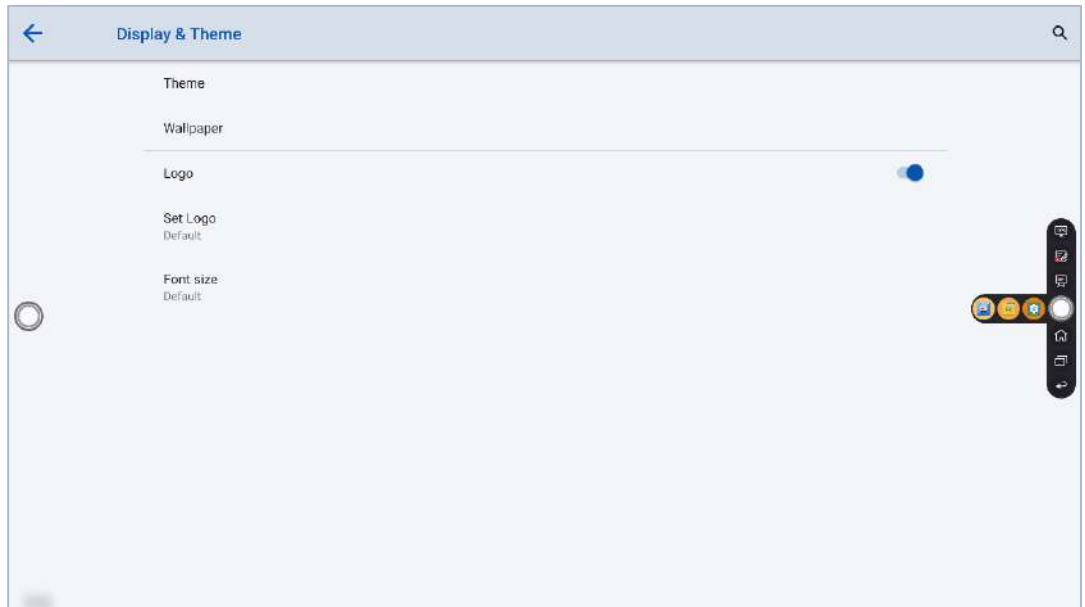 Display & Theme
Theme
Wallpaper
Logo
Set Logo
Default
Font size
Default